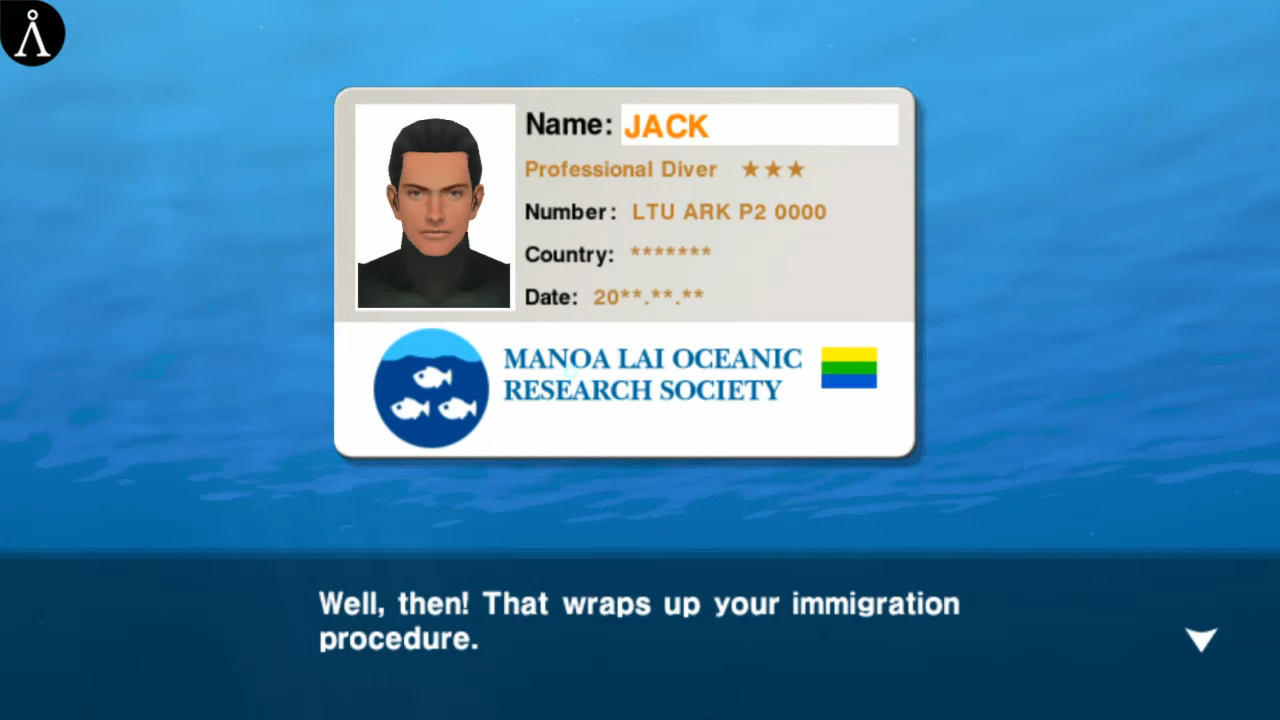 Å
Name: JACK
Professional Diver ★★★
Number: LTU ARK P2 0000
Country: *******
Date: 20**.**.**
MANOA LAI OCEANIC
RESEARCH SOCIETY
Well, then! That wraps up your immigration
procedure.